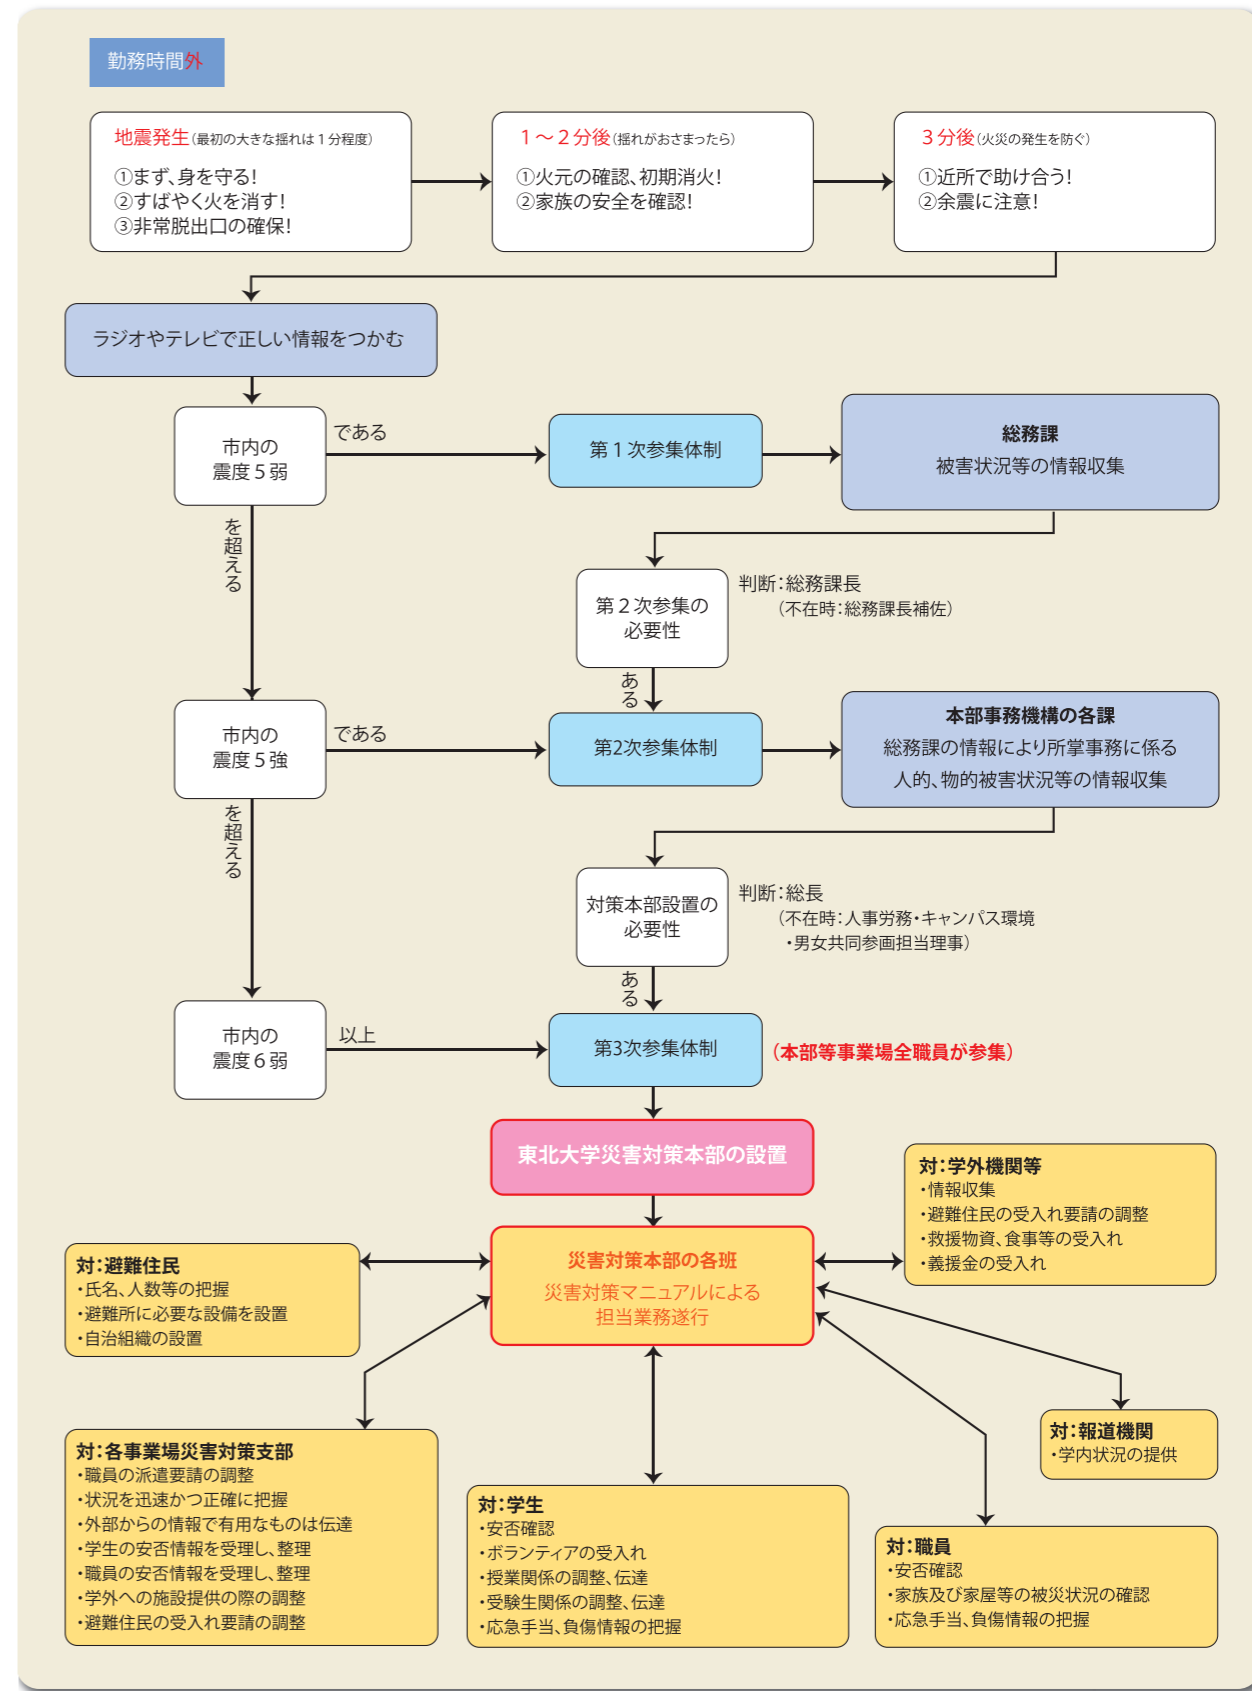 勤務時間外
地震発生(最初の大きな揺れは1分程度)
①まず、身を守る!
②すばやく火を消す!
③非常脱出口の確保!
1～2分後(揺れがおさまったら)
①火元の確認、初期消火!
②家族の安全を確認!
3分後(火災の発生を防ぐ)
①近所で助け合う!
②余震に注意!
ラジオやテレビで正しい情報をつかむ
市内の
震度5弱
である
第1次参集体制
総務課
被害状況等の情報収集
を超える
第2次参集の
必要性
判断：総務課長
(不在時：総務課長補佐)
ある
市内の
震度5強
である
第2次参集体制
本部事務機構の各課
総務課の情報により所掌事務に係る
人的、物的被害状況等の情報収集
を超える
対策本部設置の
必要性
判断：総長
(不在時：人事労務・キャンパス環境
・男女共同参画担当理事)
ある
市内の
震度6弱
以上
第3次参集体制
(本部等事業場全職員が参集)
東北大学災害対策本部の設置
災害対策本部の各班
災害対策マニュアルによる
担当業務遂行
対：学外機関等
・情報収集
・避難住民の受入れ要請の調整
・救援物資、食事等の受入れ
・義援金の受入れ
対：避難住民
・氏名、人数等の把握
・避難所に必要な設備を設置
・自治組織の設置
対：報道機関
・学内状況の提供
対：各事業場災害対策支部
・職員の派遣要請の調整
・状況を迅速かつ正確に把握
・外部からの情報で有用なものは伝達
・学生の安否情報を受理し、整理
・職員の安否情報を受理し、整理
・学外への施設提供の際の調整
・避難住民の受入れ要請の調整
対：学生
・安否確認
・ボランティアの受入れ
・授業関係の調整、伝達
・受験生関係の調整、伝達
・応急手当、負傷情報の把握
対：職員
・安否確認
・家族及び家屋等の被災状況の確認
・応急手当、負傷情報の把握